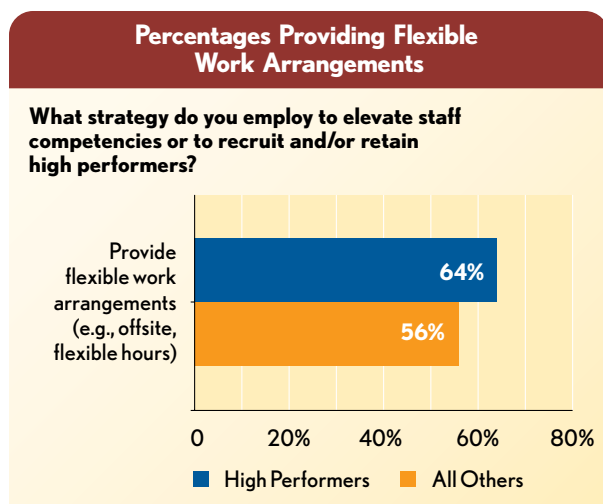 Percentages Providing Flexible
Work Arrangements
What strategy do you employ to elevate staff
competencies or to recruit and/or retain
high performers?
Provide
flexible work
arrangements
(e.g., offsite,
flexible hours)
64%
56%
0 20% 40% 60% 80%
High Performers All Others